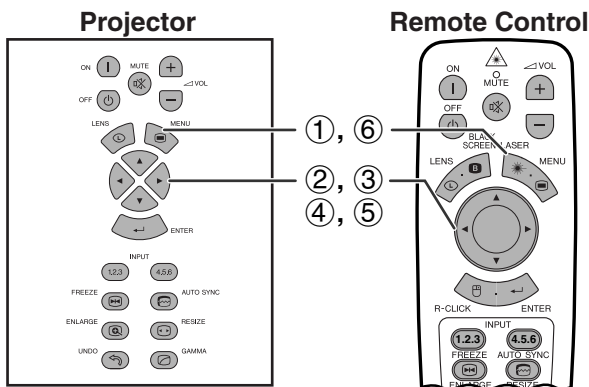 Projector
ON
MUTE
VOL
OFF
LENS
L
MENU
ENTER
INPUT
1,2,3
4,5,6
FREEZE
AUTO SYNC
ENLARGE
RESIZE
UNDO
GAMMA
①, ⑥
②, ③
④, ⑤
Remote Control
ON
MUTE
VOL
OFF
BLACK
SCREEN
LASER
LENS
L
B
MENU
R-CLICK
ENTER
INPUT
1.2.3
4.5.6
FREEZE
AUTO SYNC
ENLARGE
RESIZE